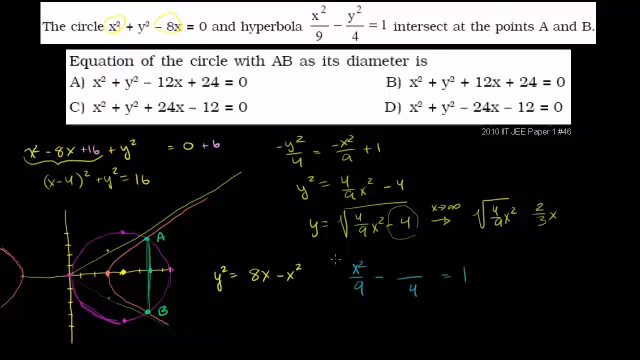 The circle x² + y² − 8x = 0 and hyperbola x²/9 − y²/4 = 1 intersect at the points A and B.
Equation of the circle with AB as its diameter is
A) x² + y² − 12x + 24 = 0
B) x² + y² + 12x + 24 = 0
C) x² + y² + 24x − 12 = 0
D) x² + y² − 24x − 12 = 0
2010 IIT JEE Paper 1 #46
x² − 8x + 16 + y² = 0 + 6
(x − 4)² + y² = 16
−y²/4 = −x²/9 + 1
y² = 4/9 x² − 4
y = √(4/9 x² − 4) x→∞ → √(4/9 x²) 2/3 x
A
B
y² = 8x − x²
x²/9 − /4 = 1